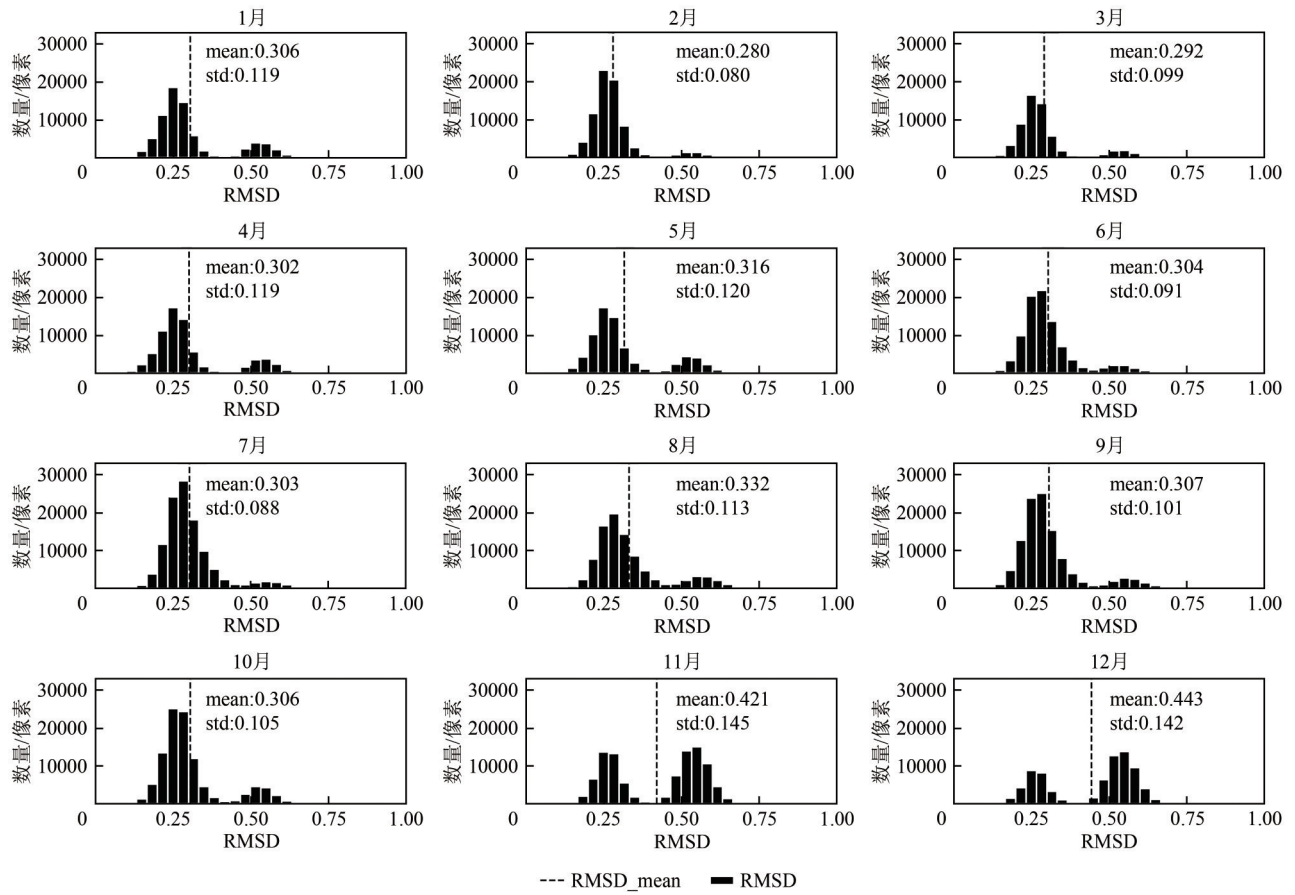 1月
30000
20000
10000
0
数量/像素
mean:0.306
std:0.119
0.25
0.50
0.75
1.00
RMSD
2月
30000
20000
10000
0
数量/像素
mean:0.280
std:0.080
0.25
0.50
0.75
1.00
RMSD
3月
30000
20000
10000
0
数量/像素
mean:0.292
std:0.099
0.25
0.50
0.75
1.00
RMSD
4月
30000
20000
10000
0
数量/像素
mean:0.302
std:0.119
0.25
0.50
0.75
1.00
RMSD
5月
30000
20000
10000
0
数量/像素
mean:0.316
std:0.120
0.25
0.50
0.75
1.00
RMSD
6月
30000
20000
10000
0
数量/像素
mean:0.304
std:0.091
0.25
0.50
0.75
1.00
RMSD
7月
30000
20000
10000
0
数量/像素
mean:0.303
std:0.088
0.25
0.50
0.75
1.00
RMSD
8月
30000
20000
10000
0
数量/像素
mean:0.332
std:0.113
0.25
0.50
0.75
1.00
RMSD
9月
30000
20000
10000
0
数量/像素
mean:0.307
std:0.101
0.25
0.50
0.75
1.00
RMSD
10月
30000
20000
10000
0
数量/像素
mean:0.306
std:0.105
0.25
0.50
0.75
1.00
RMSD
11月
30000
20000
10000
0
数量/像素
mean:0.421
std:0.145
0.25
0.50
0.75
1.00
RMSD
12月
30000
20000
10000
0
数量/像素
mean:0.443
std:0.142
0.25
0.50
0.75
1.00
RMSD
RMSD_mean
RMSD